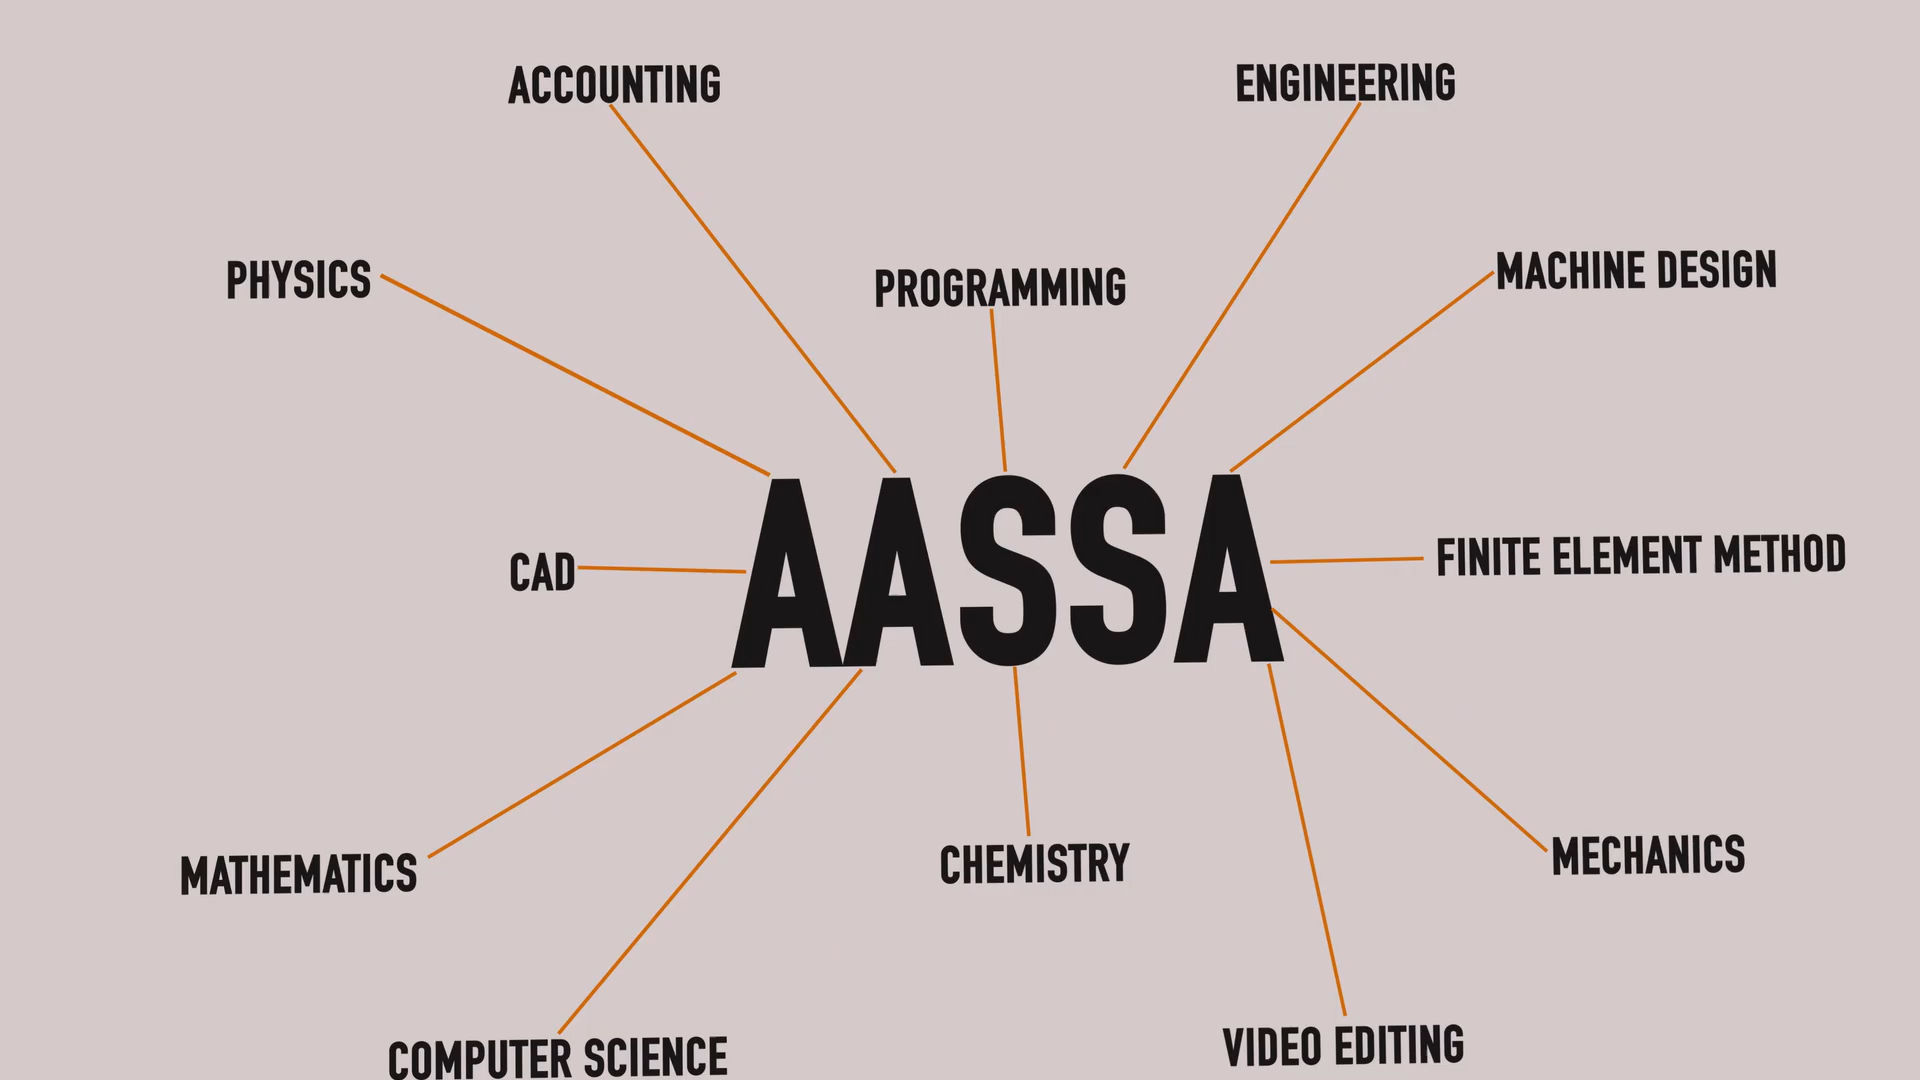 ACCOUNTING
ENGINEERING
PHYSICS
PROGRAMMING
MACHINE DESIGN
CAD
AASSA
FINITE ELEMENT METHOD
MATHEMATICS
CHEMISTRY
MECHANICS
COMPUTER SCIENCE
VIDEO EDITING